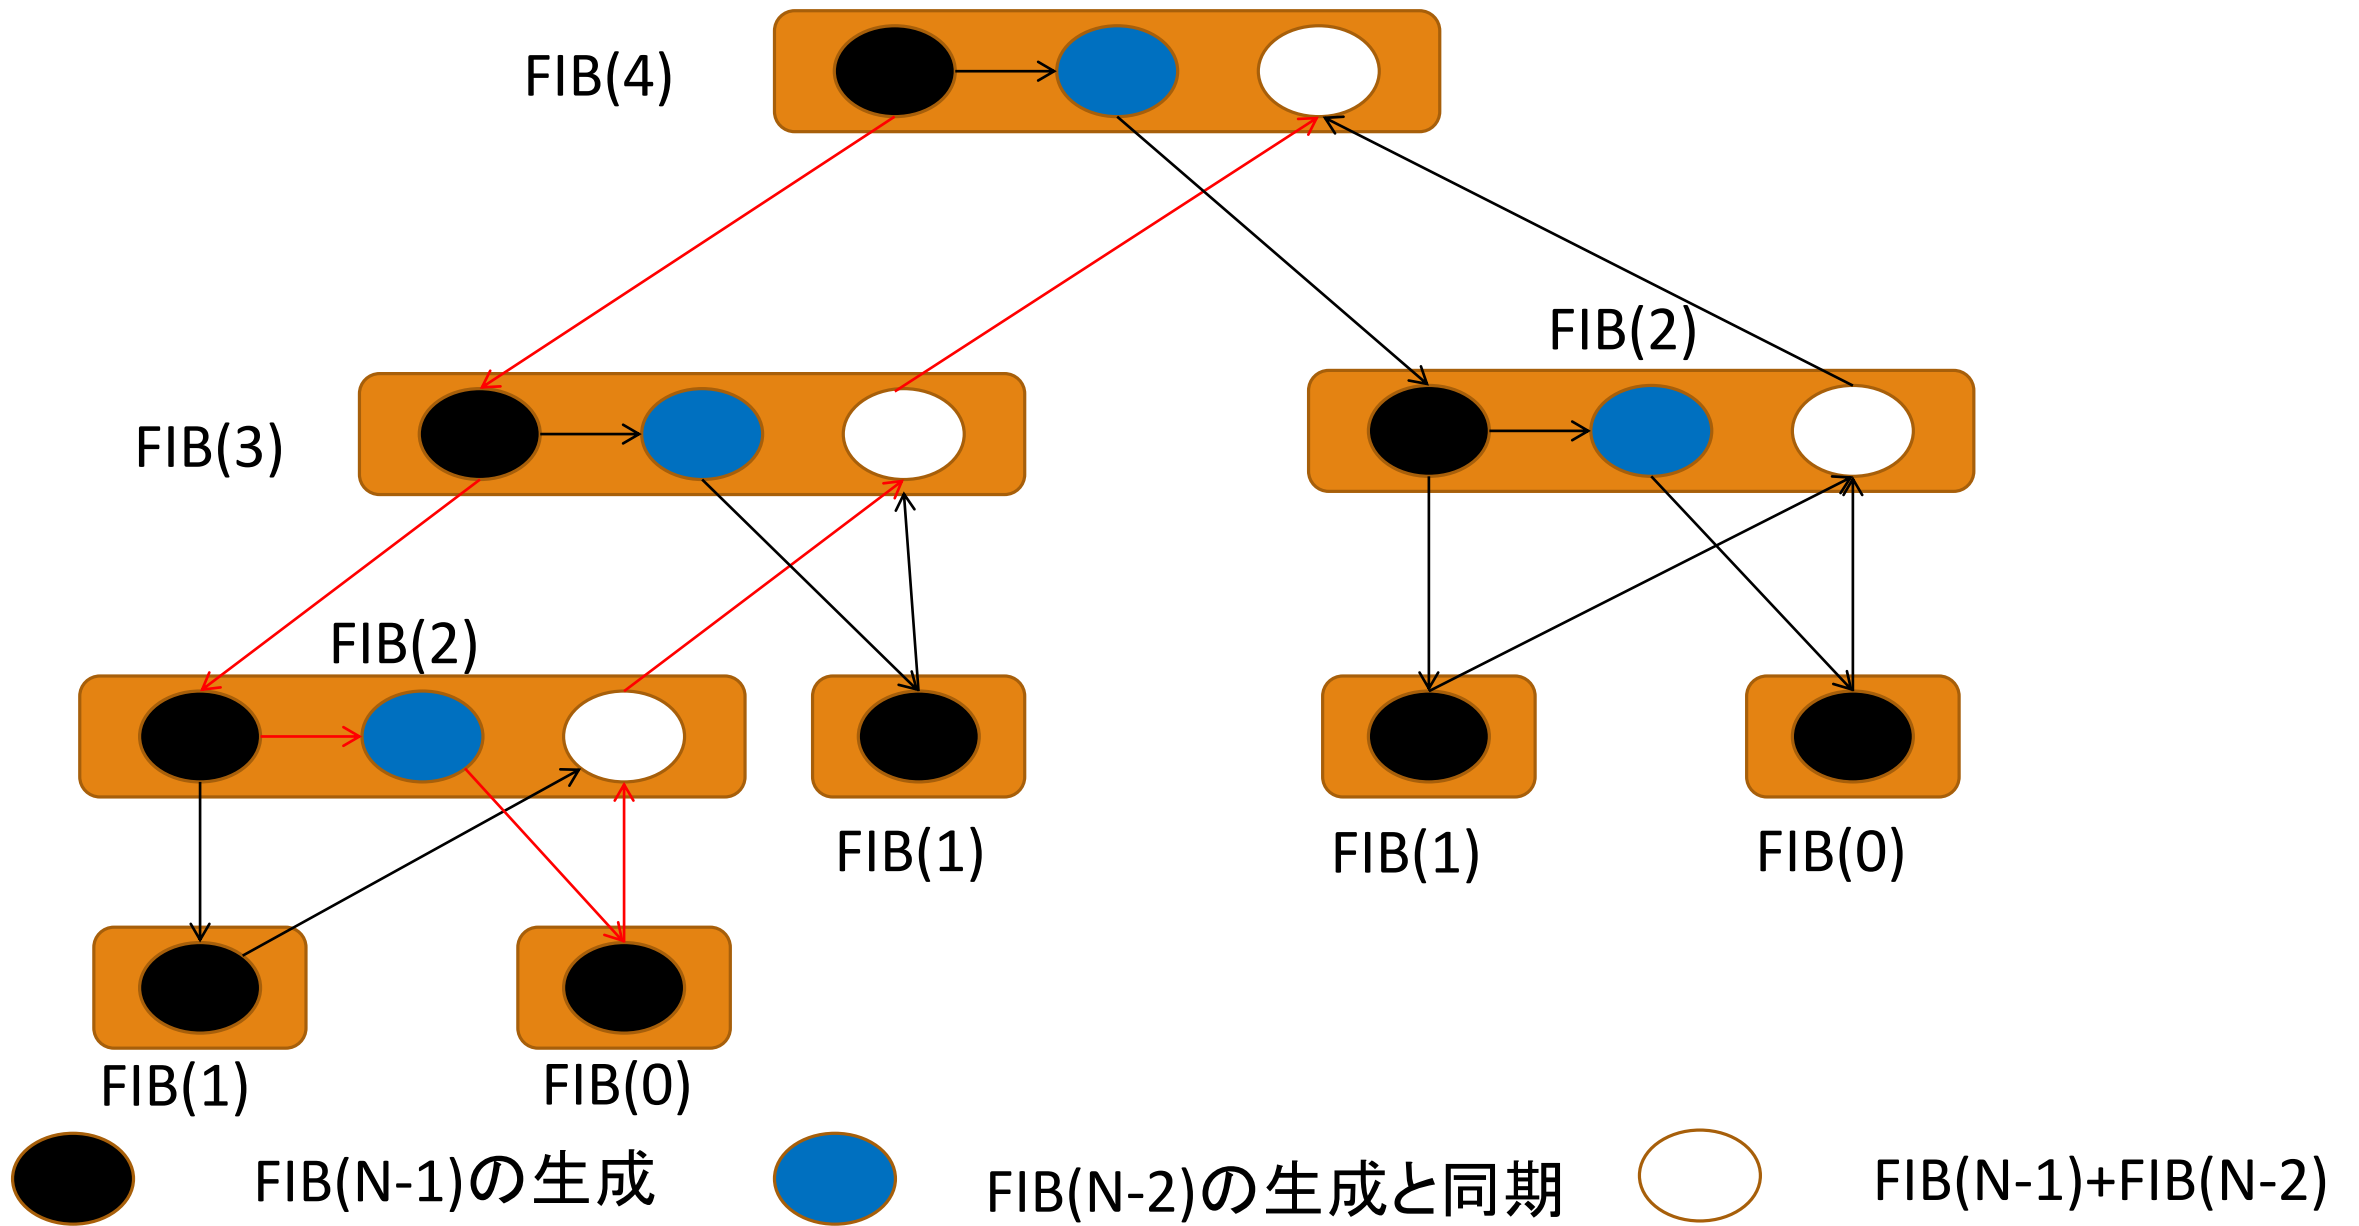 FIB(4)
FIB(2)
FIB(3)
FIB(2)
FIB(1)
FIB(1)
FIB(0)
FIB(1)
FIB(0)
FIB(N-1)の生成
FIB(N-2)の生成と同期
FIB(N-1)+FIB(N-2)